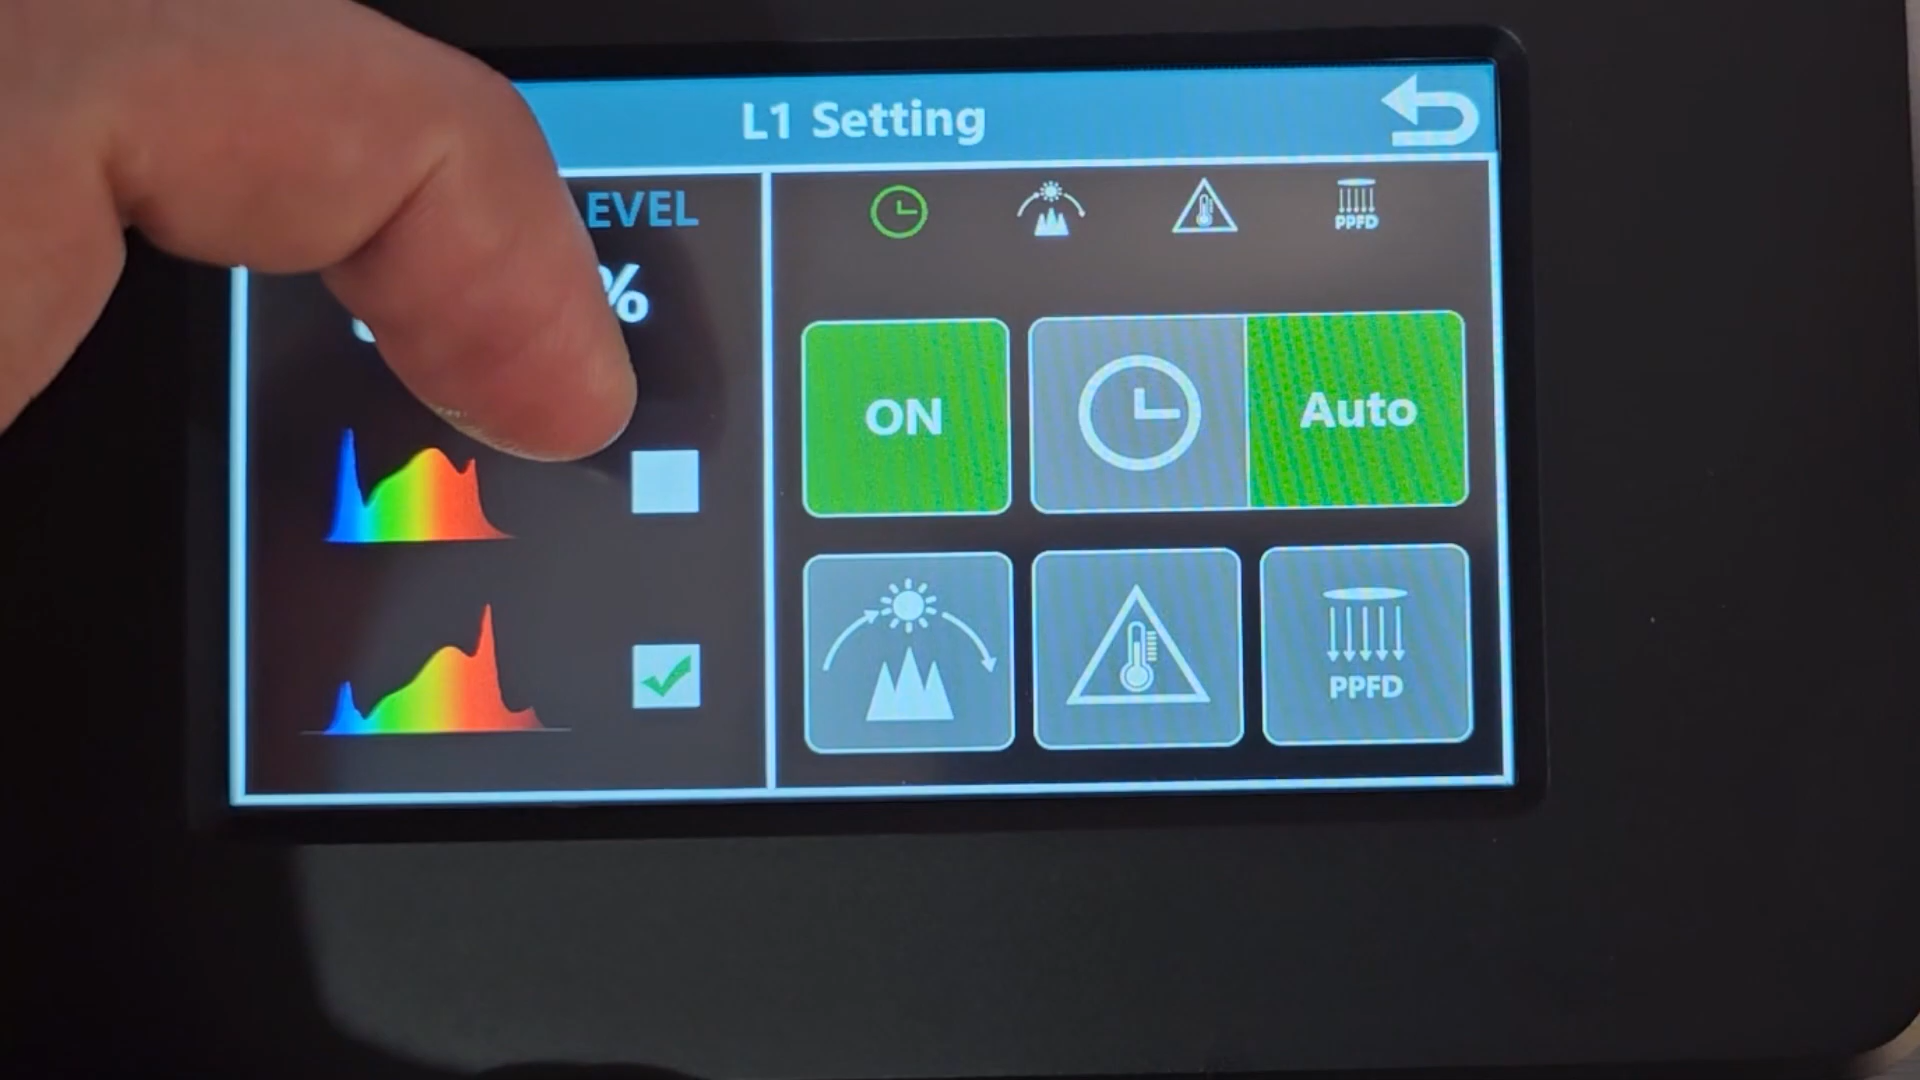 L1 Setting
EVEL
%
PPFD
ON
Auto
PPFD